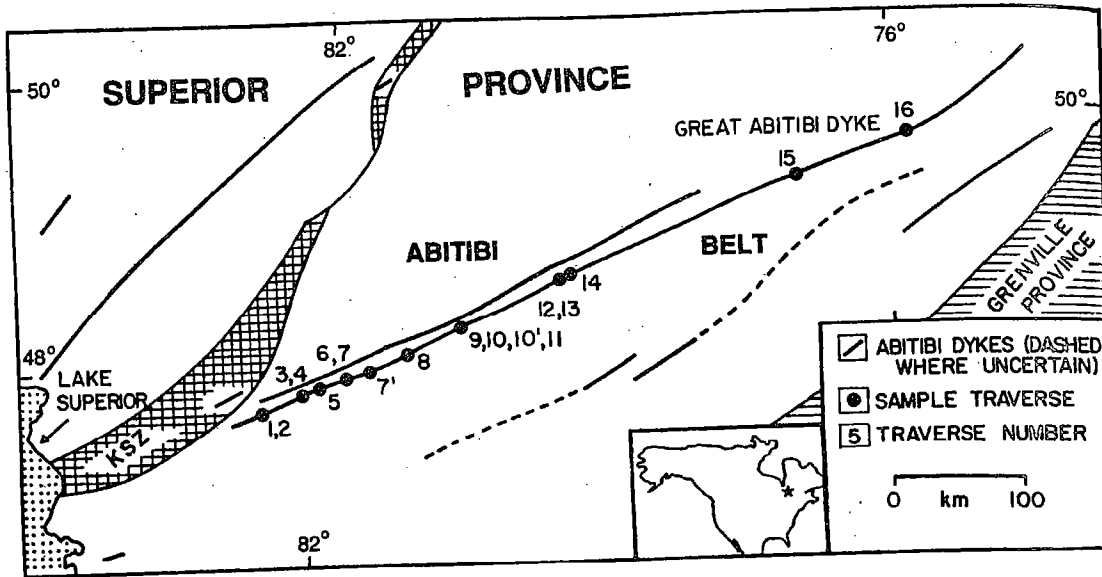 82°
76°
50°
SUPERIOR
PROVINCE
50°
GREAT ABITIBI DYKE
16
15
ABITIBI
BELT
14
12,13
9,10,10',11
8
6,7
7'
3,4
5
1,2
48°
LAKE
SUPERIOR
KSZ
82°
GRENVILLE
PROVINCE
ABITIBI DYKES (DASHED
WHERE UNCERTAIN)
SAMPLE TRAVERSE
5 TRAVERSE NUMBER
0 km 100